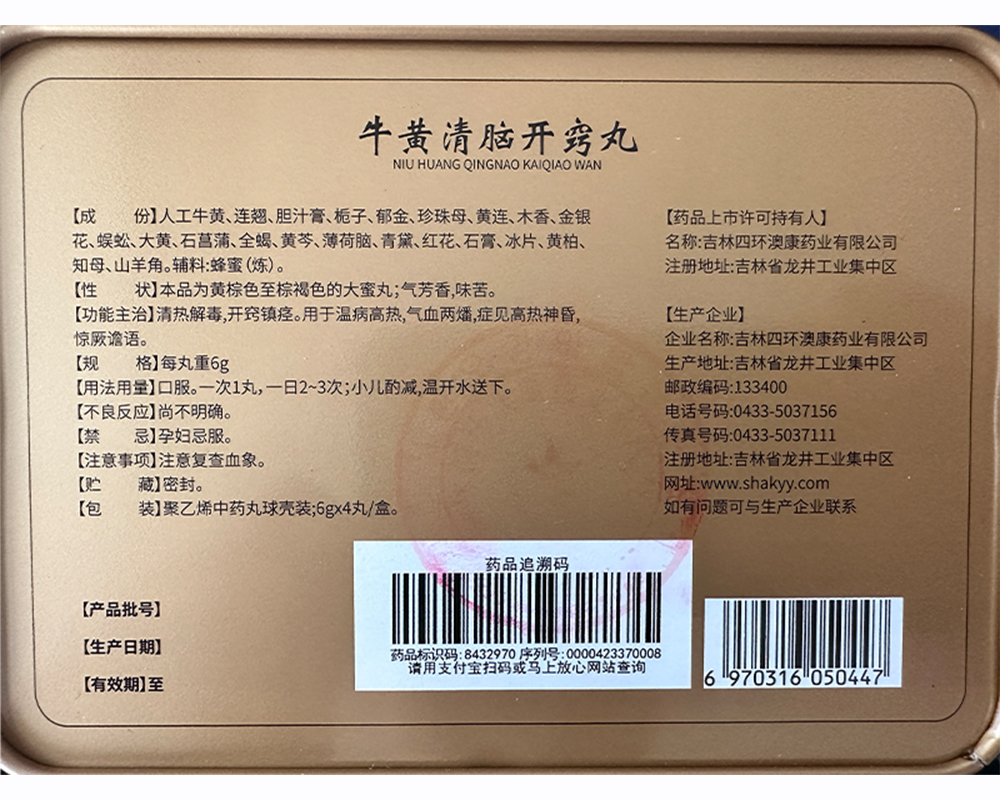 牛黄清脑开窍丸
NIU HUANG QINGNAO KAIQIAO WAN
【成 份】人工牛黄、连翘、胆汁膏、栀子、郁金、珍珠母、黄连、木香、金银
花、蜈蚣、大黄、石菖蒲、全蝎、黄芩、薄荷脑、青黛、红花、石膏、冰片、黄柏、
知母、山羊角。辅料:蜂蜜(炼)。
【性 状】本品为黄棕色至棕褐色的大蜜丸;气芳香,味苦。
【功能主治】清热解毒,开窍镇痉。用于温病高热,气血两燔,症见高热神昏,
惊厥谵语。
【规 格】每丸重6g
【用法用量】口服。一次1丸,一日2~3次;小儿酌减,温开水送下。
【不良反应】尚不明确。
【禁 忌】孕妇忌服。
【注意事项】注意复查血象。
【贮 藏】密封。
【包 装】聚乙烯中药丸球壳装;6gx4丸/盒。
【产品批号】
【生产日期】
【有效期】至
【药品上市许可持有人】
名称:吉林四环澳康药业有限公司
注册地址:吉林省龙井工业集中区
【生产企业】
企业名称:吉林四环澳康药业有限公司
生产地址:吉林省龙井工业集中区
邮政编码:133400
电话号码:0433-5037156
传真号码:0433-5037111
注册地址:吉林省龙井工业集中区
网址:www.shakyy.com
如有问题可与生产企业联系
药品追溯码
药品标识码:8432970 序列号:0000423370008
请用支付宝扫码或马上放心网站查询
6 970316 050447